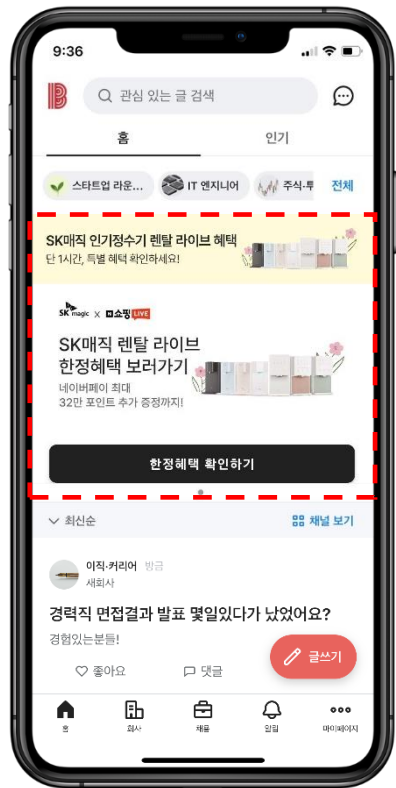 9:36
관심 있는 글 검색
홈 인기
스타트업 라운... IT 엔지니어 주식·투 전체
SK매직 인기정수기 렌탈 라이브 혜택
단 1시간, 특별 혜택 확인하세요!
SK magic x 쇼핑LIVE
SK매직 렌탈 라이브
한정혜택 보러가기
네이버페이 최대
32만 포인트 추가 증정까지!
한정혜택 확인하기
최신순 채널 보기
이직·커리어 방금
새회사
경력직 면접결과 발표 몇일있다가 났었어요?
경험있는분들!
글쓰기
좋아요 댓글
홈 회사 채용 알림 마이페이지